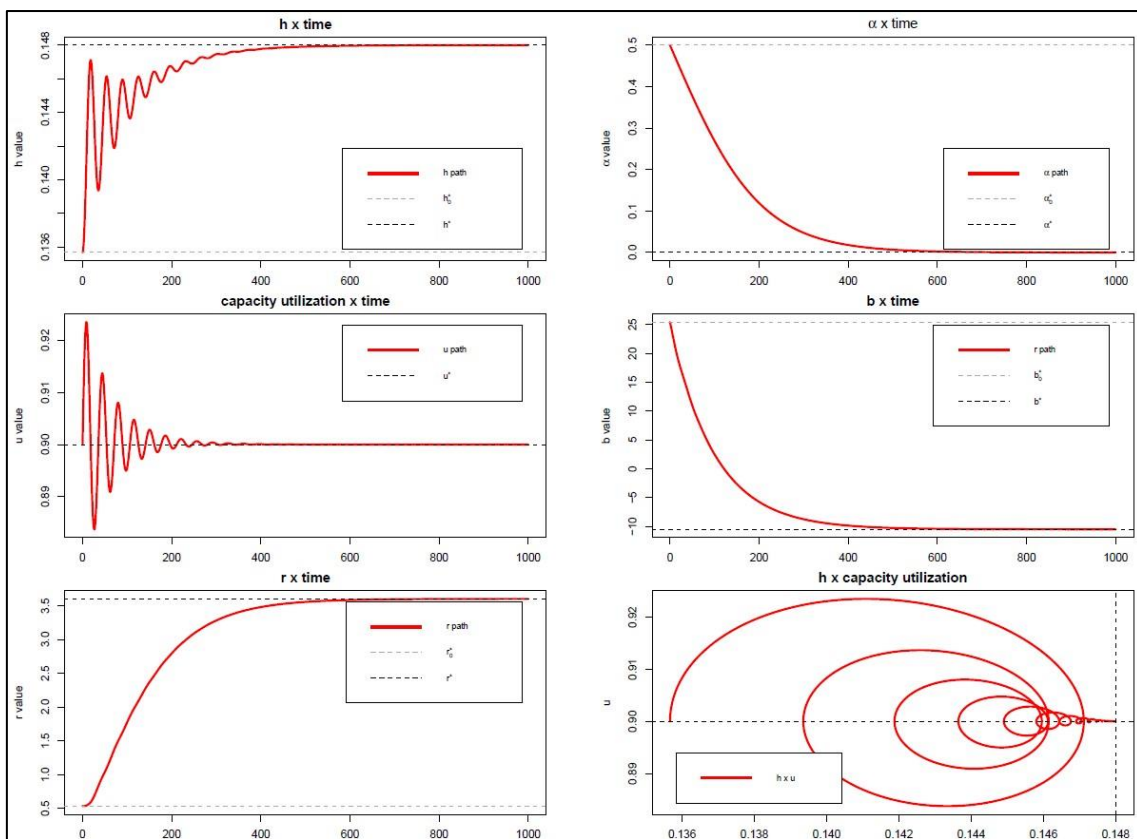 h x time
h value
0.148
0.144
0.140
0.136
h path
h*0
h*
0 200 400 600 800 1000
α x time
α value
0.5
0.4
0.3
0.2
0.1
0.0
α path
α*0
α*
0 200 400 600 800 1000
capacity utilization x time
u value
0.92
0.91
0.90
0.89
u path
u*
0 200 400 600 800 1000
b x time
b value
25
20
15
10
5
0
−5
−10
r path
b*0
b*
0 200 400 600 800 1000
r x time
r value
3.5
3.0
2.5
2.0
1.5
1.0
0.5
r path
r*0
r*
0 200 400 600 800 1000
h x capacity utilization
u
0.92
0.91
0.90
0.89
h x u
0.136 0.138 0.140 0.142 0.144 0.146 0.148